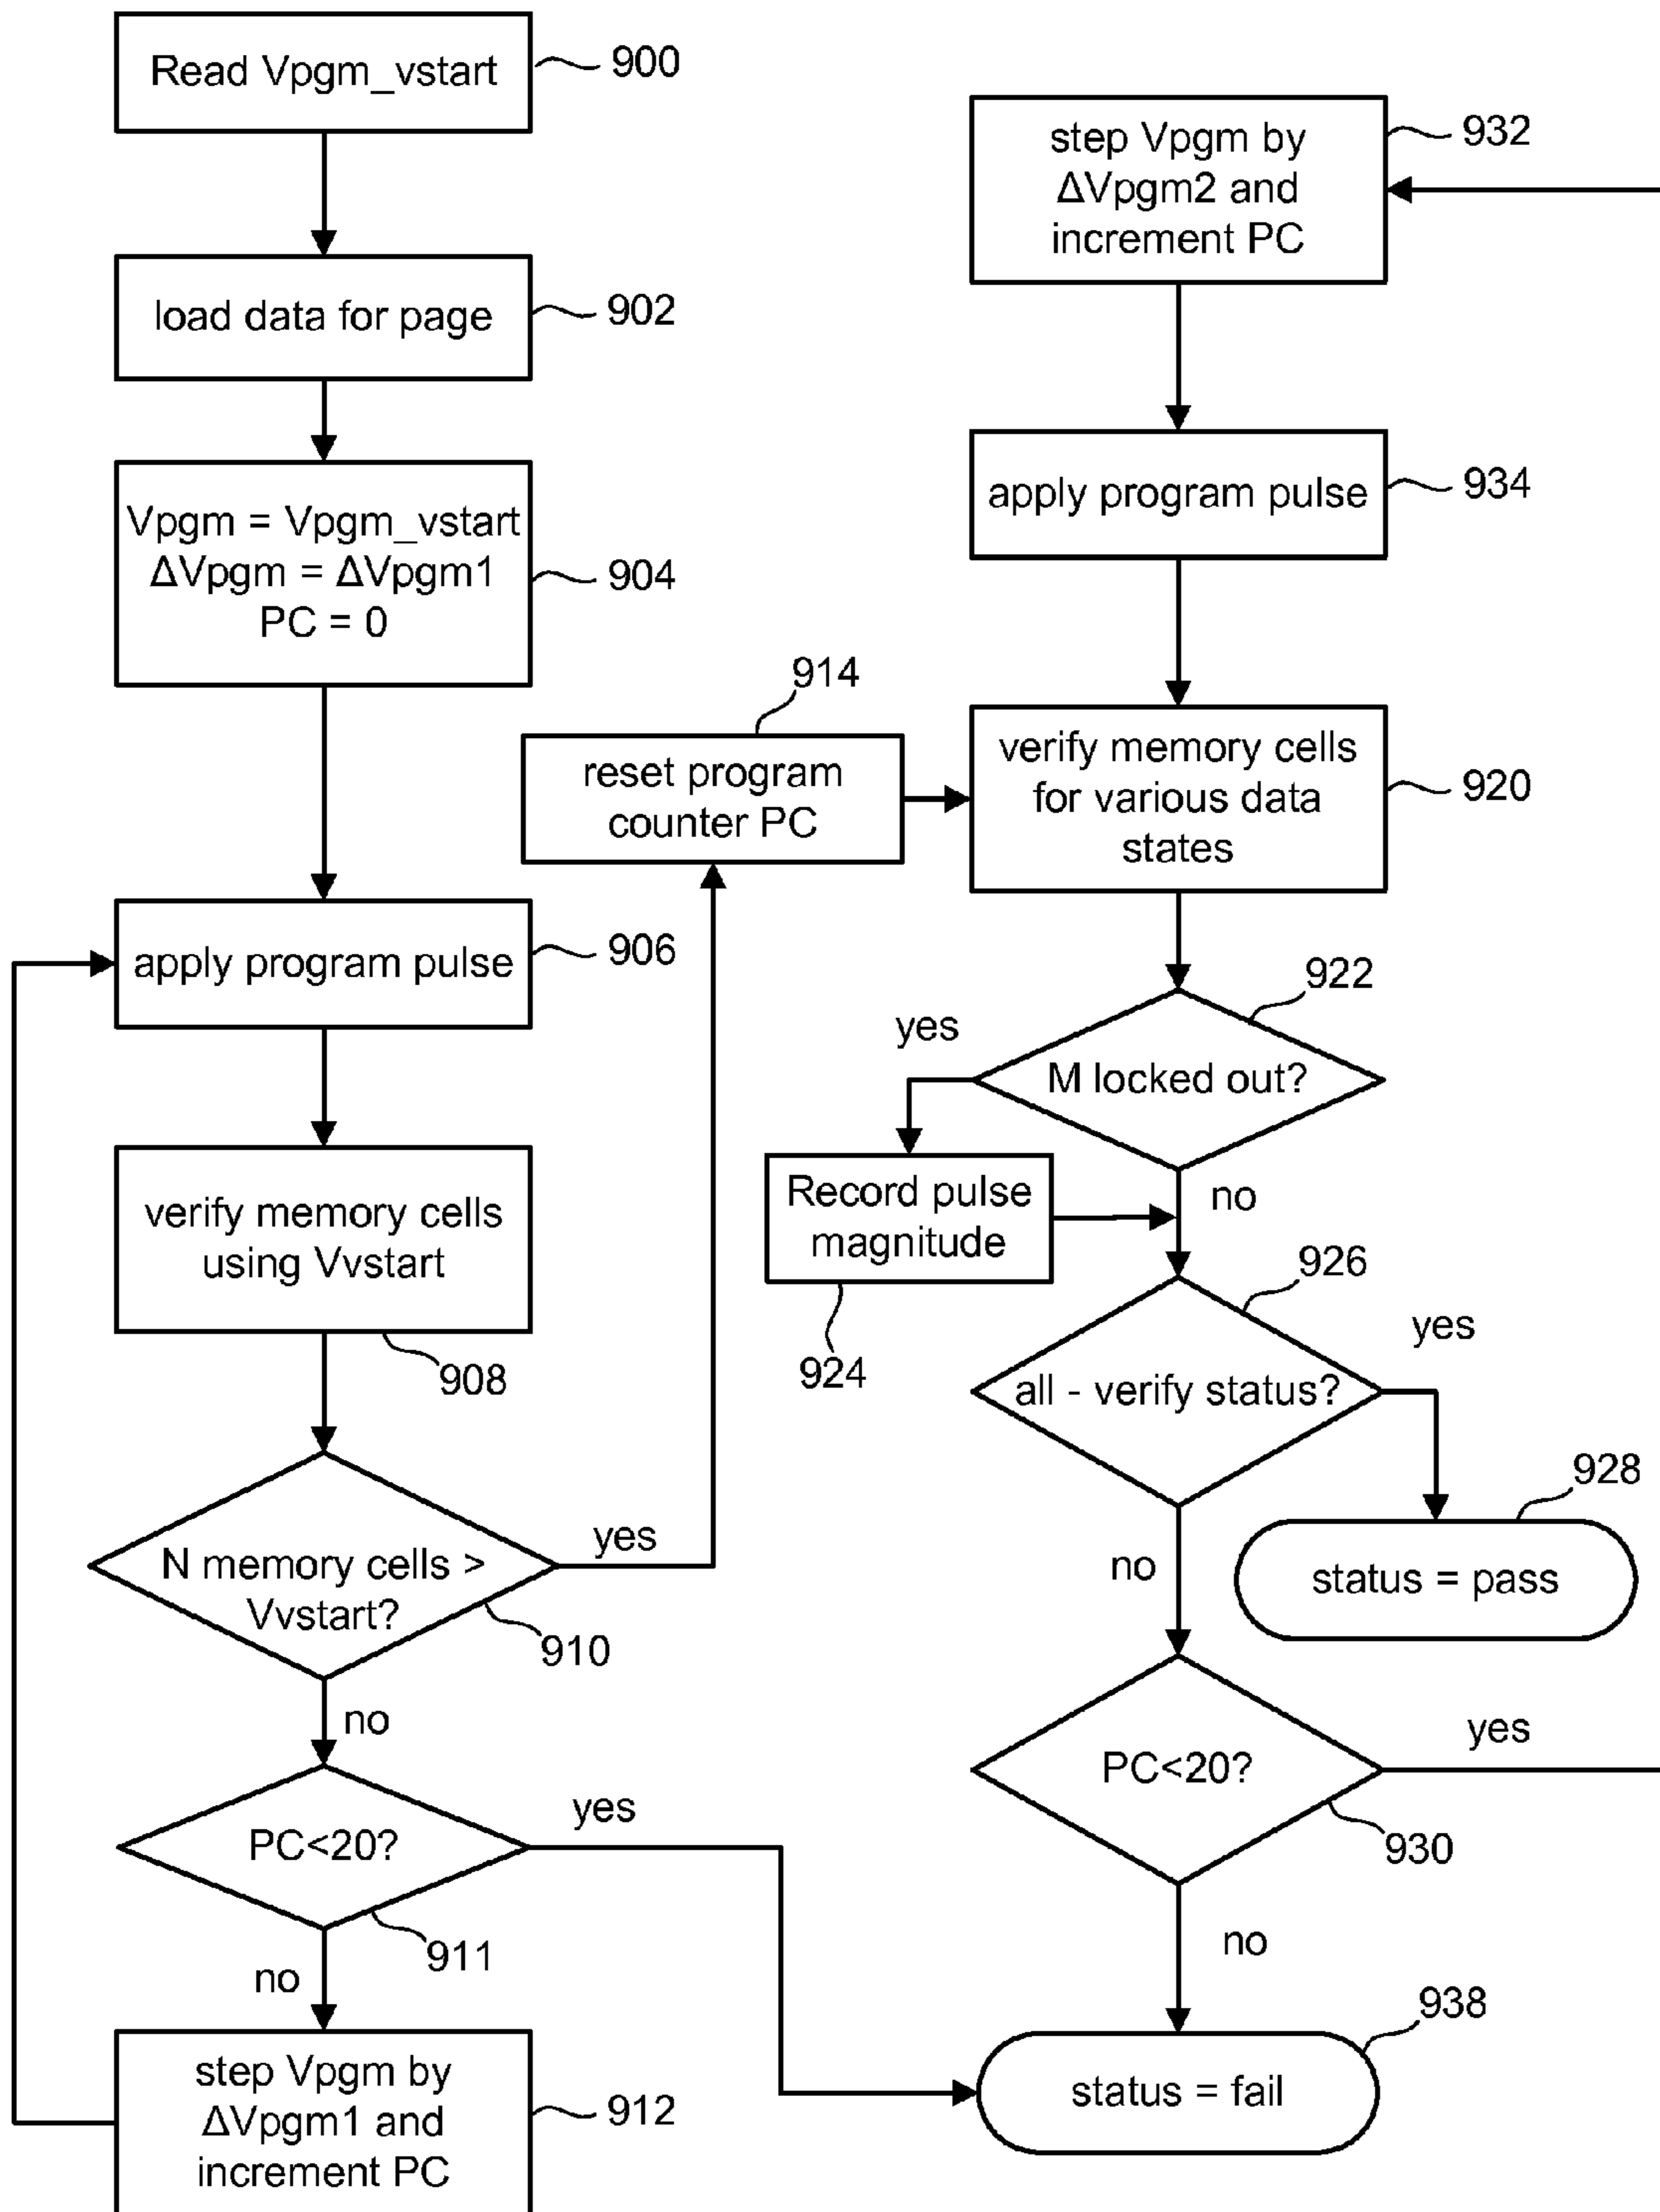 Read Vpgm_vstart
900
load data for page
902
Vpgm = Vpgm_vstart
ΔVpgm = ΔVpgm1
PC = 0
904
apply program pulse
906
verify memory cells
using Vvstart
908
N memory cells >
Vvstart?
910
yes
no
PC<20?
911
yes
no
step Vpgm by
ΔVpgm1 and
increment PC
912
914
reset program
counter PC
step Vpgm by
ΔVpgm2 and
increment PC
932
apply program pulse
934
verify memory cells
for various data
states
920
922
yes
M locked out?
no
Record pulse
magnitude
924
926
all - verify status?
yes
928
status = pass
no
PC<20?
yes
930
no
938
status = fail